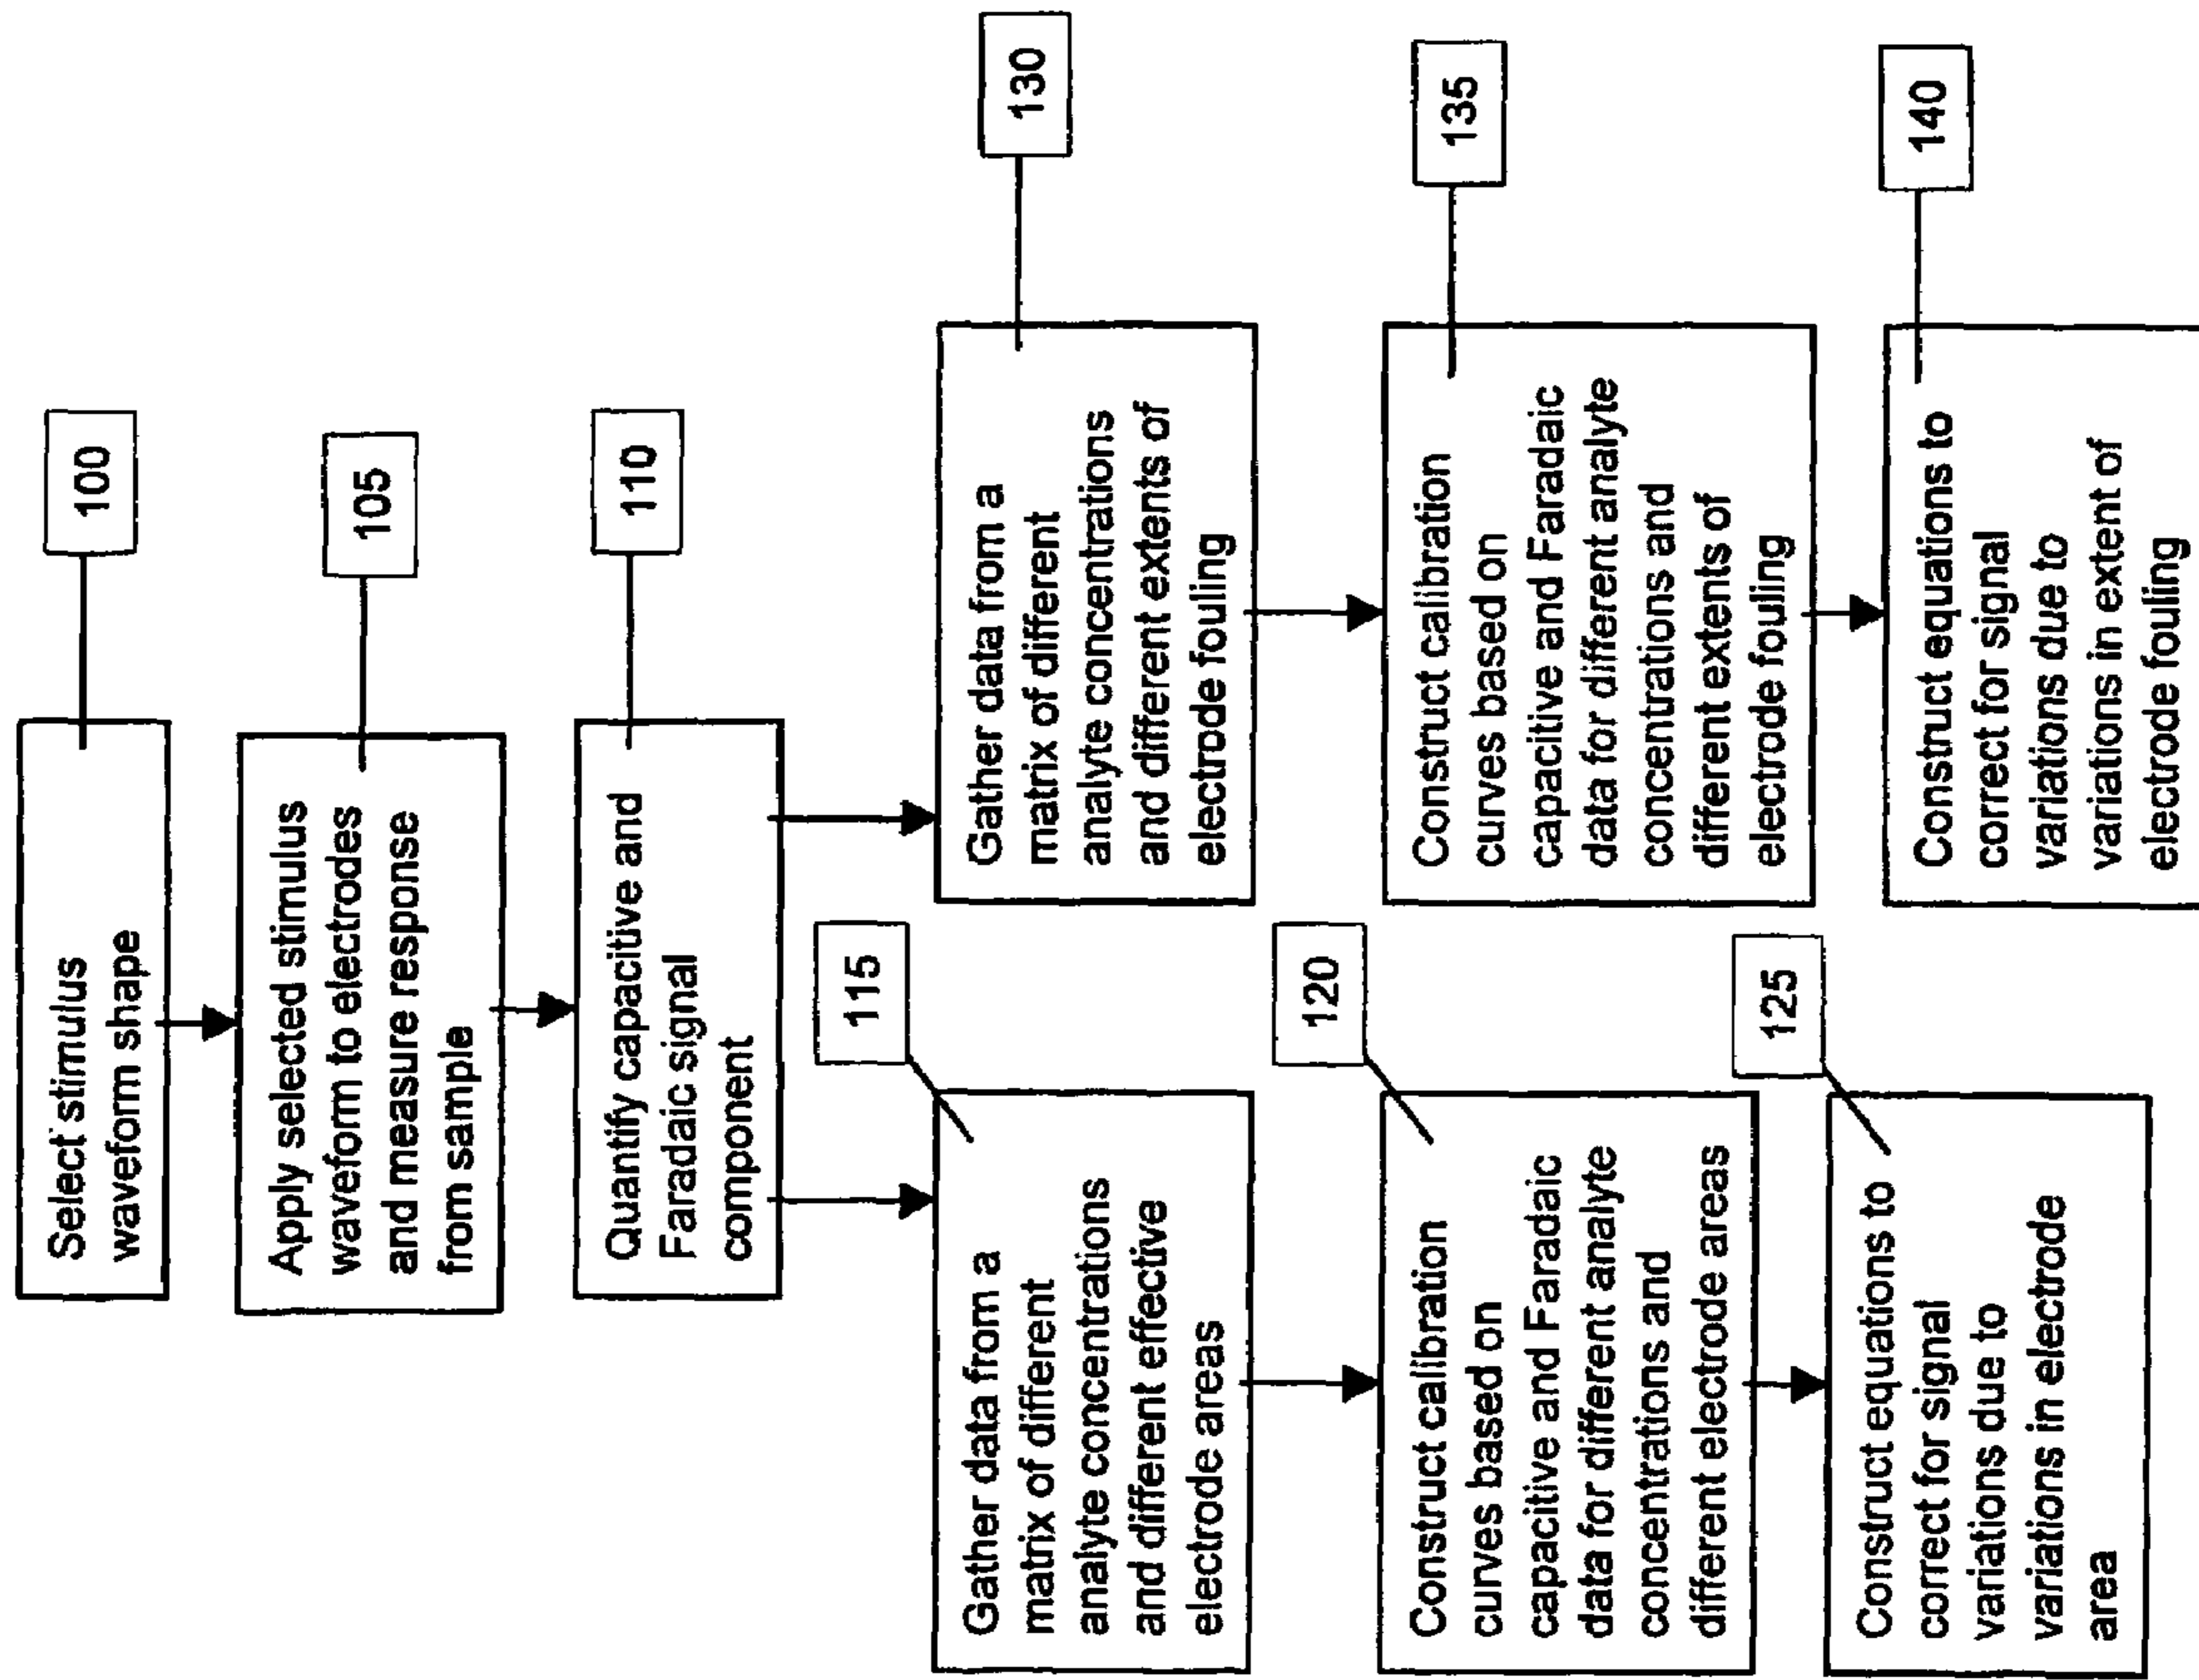 Select stimulus
waveform shape
100
Apply selected stimulus
waveform to electrodes
and measure response
from sample
105
Quantify capacitive and
Faradaic signal
component
110
Gather data from a
matrix of different
analyte concentrations
and different effective
electrode areas
115
Construct calibration
curves based on
capacitive and Faradaic
data for different analyte
concentrations and
different electrode areas
120
Construct equations to
correct for signal
variations due to
variations in electrode
area
125
Gather data from a
matrix of different
analyte concentrations
and different extents of
electrode fouling
130
Construct calibration
curves based on
capacitive and Faradaic
data for different analyte
concentrations and
different extents of
electrode fouling
135
Construct equations to
correct for signal
variations due to
variations in extent of
electrode fouling
140